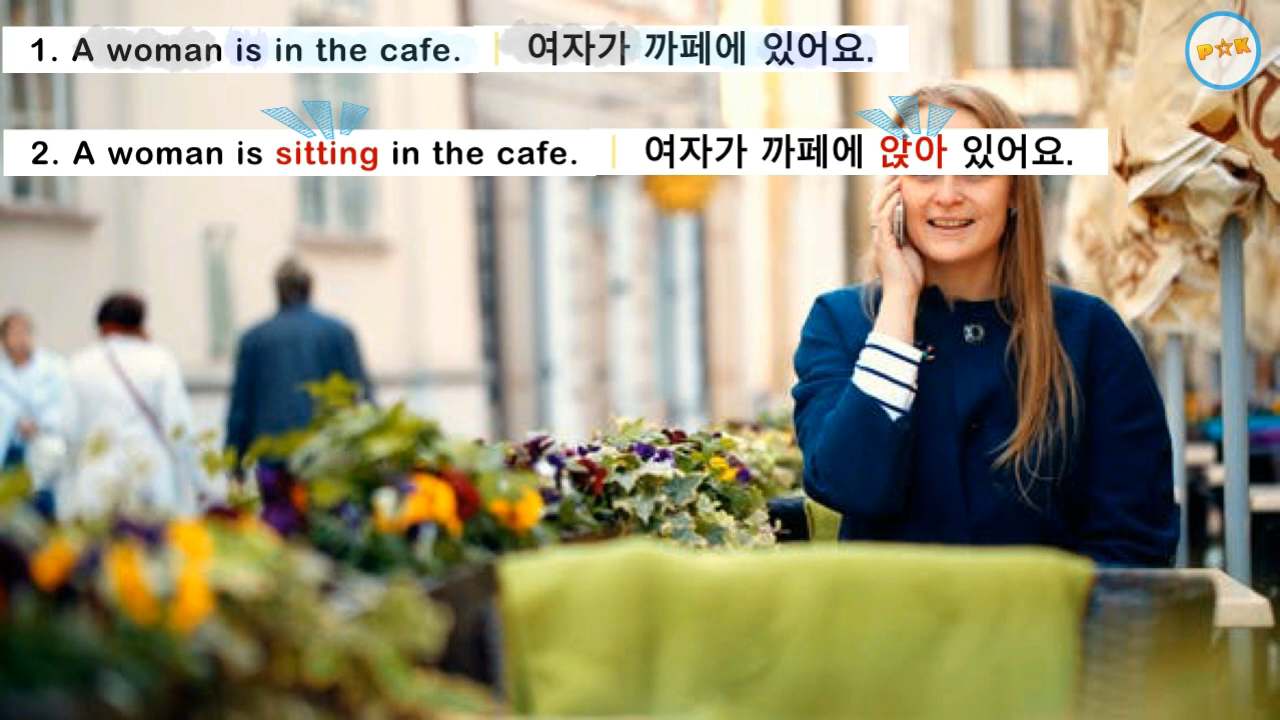 1. A woman is in the cafe. | 여자가 까페에 있어요.
2. A woman is sitting in the cafe. | 여자가 까페에 앉아 있어요.
P☆K